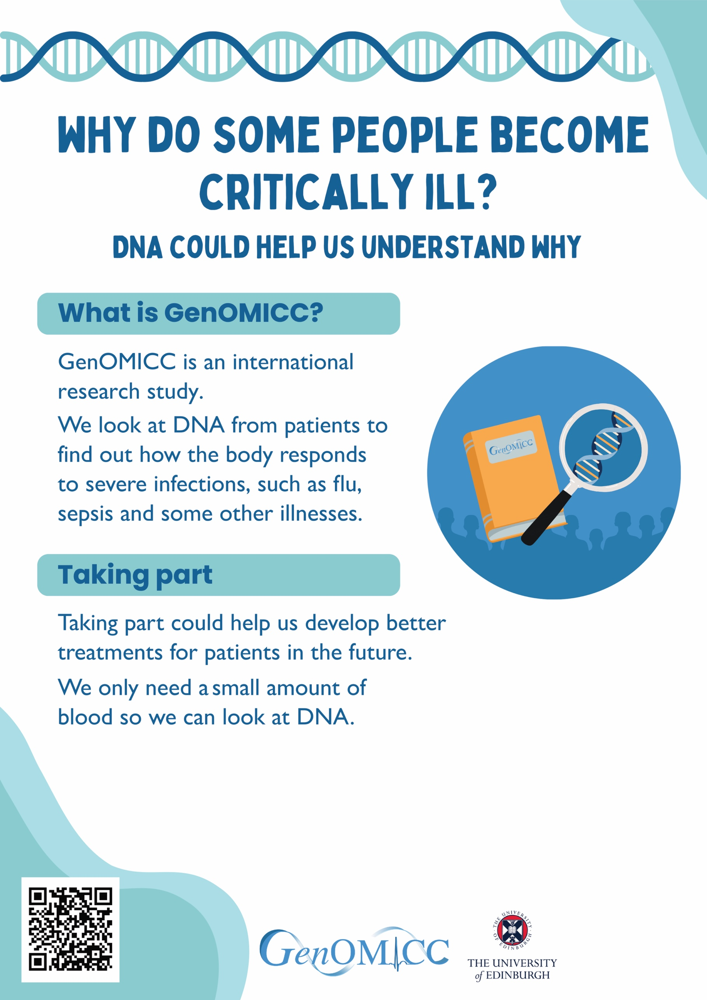 WHY DO SOME PEOPLE BECOME
CRITICALLY ILL?
DNA COULD HELP US UNDERSTAND WHY
What is GenOMICC?
GenOMICC is an international
research study.
We look at DNA from patients to
find out how the body responds
to severe infections, such as flu,
sepsis and some other illnesses.
GenOMICC
Taking part
Taking part could help us develop better
treatments for patients in the future.
We only need a small amount of
blood so we can look at DNA.
GenOMICC
THE UNIVERSITY OF EDINBURGH
THE UNIVERSITY
of EDINBURGH